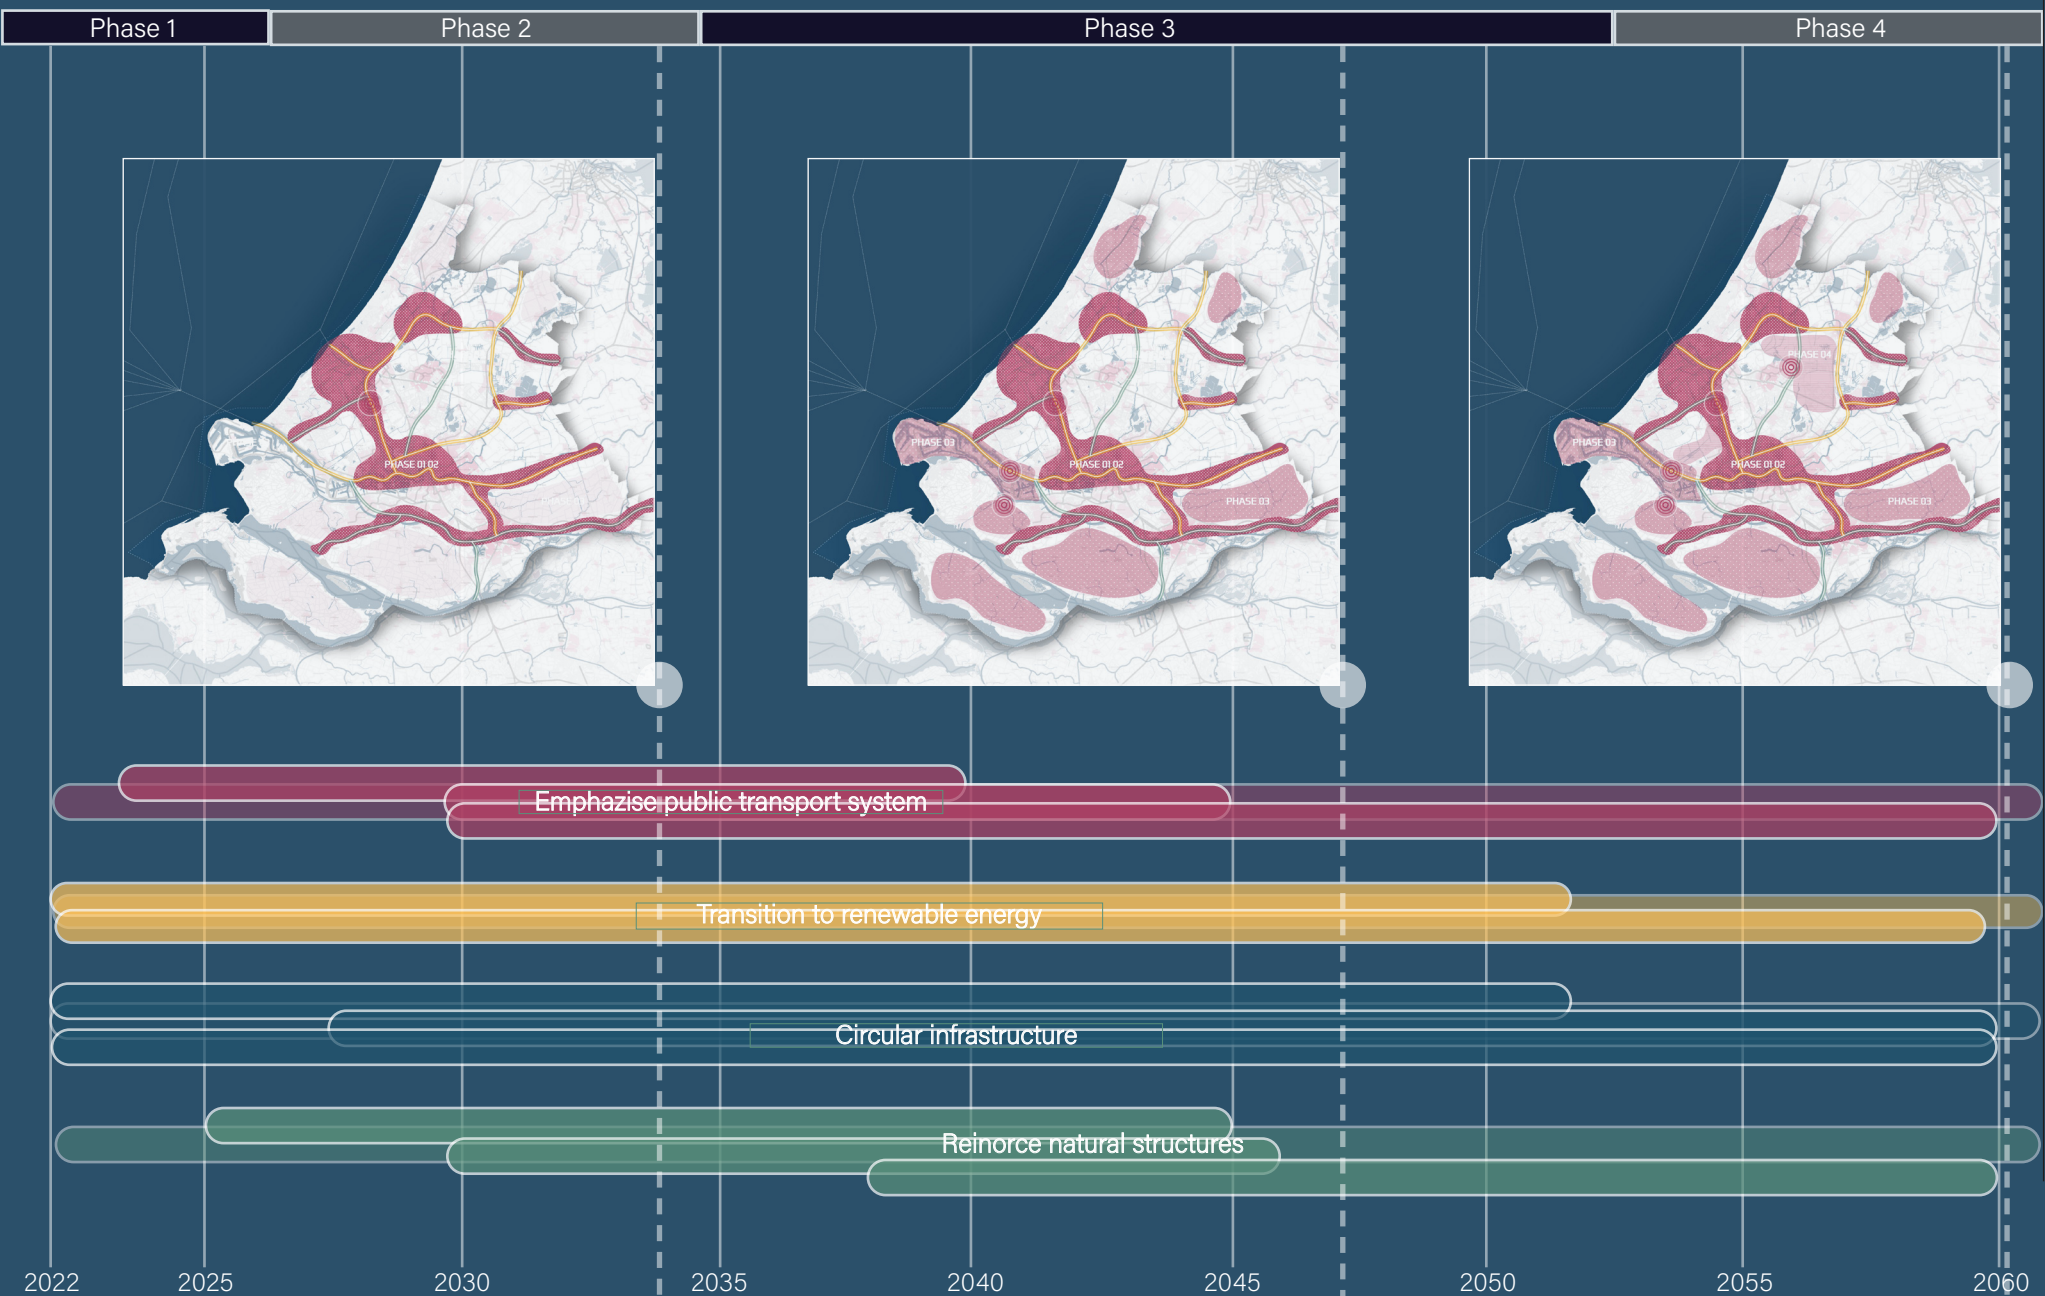 Phase 1
Phase 2
Phase 3
Phase 4
PHASE 01 02
PHASE 03
PHASE 01 02
PHASE 03
PHASE 04
PHASE 03
PHASE 01 02
PHASE 03
Emphazise public transport system
Transition to renewable energy
Circular infrastructure
Reinorce natural structures
2022
2025
2030
2035
2040
2045
2050
2055
2060